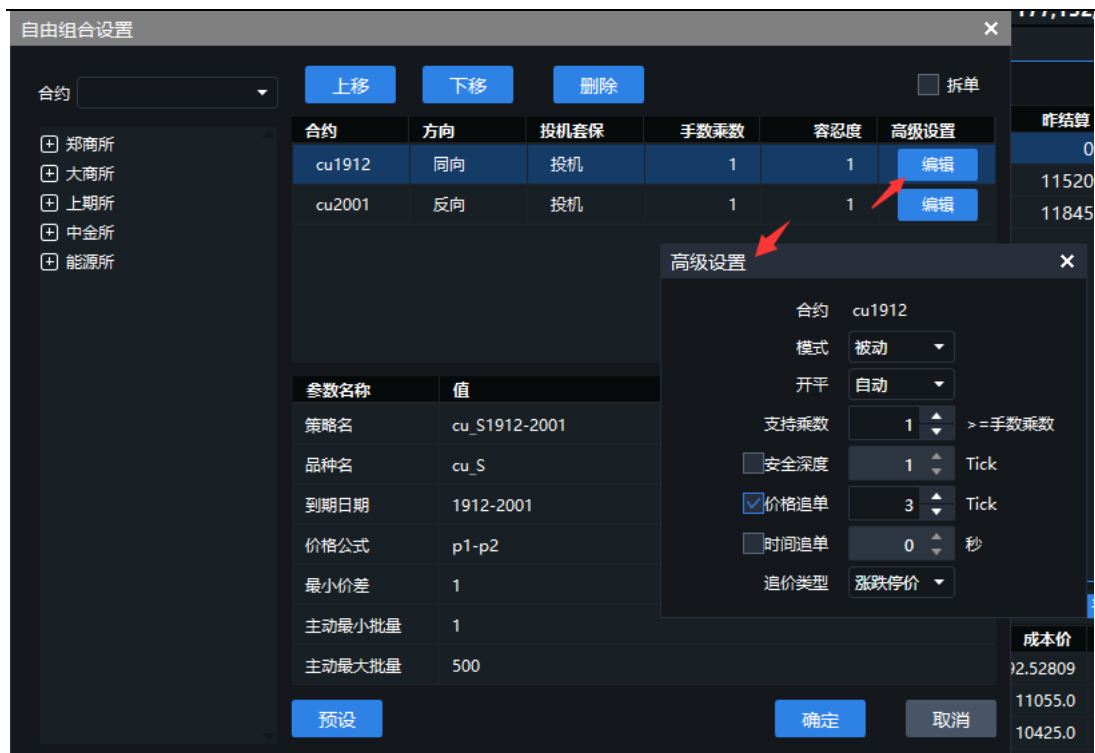 自由组合设置
合约
上移 下移 删除 拆单
郑商所
大商所
上期所
中金所
能源所
合约 方向 投机套保 手数乘数 容忍度 高级设置
cu1912 同向 投机 1 1 编辑
cu2001 反向 投机 1 1 编辑
参数名称 值
策略名 cu_S1912-2001
品种名 cu_S
到期日期 1912-2001
价格公式 p1-p2
最小价差 1
主动最小批量 1
主动最大批量 500
预设 确定 取消
高级设置
合约 cu1912
模式 被动
开平 自动
支持乘数 1 >=手数乘数
安全深度 1 Tick
价格追单 3 Tick
时间追单 0 秒
追价类型 涨跌停价
昨结算
0
11520
11845
成本价
92.52809
11055.0
10425.0